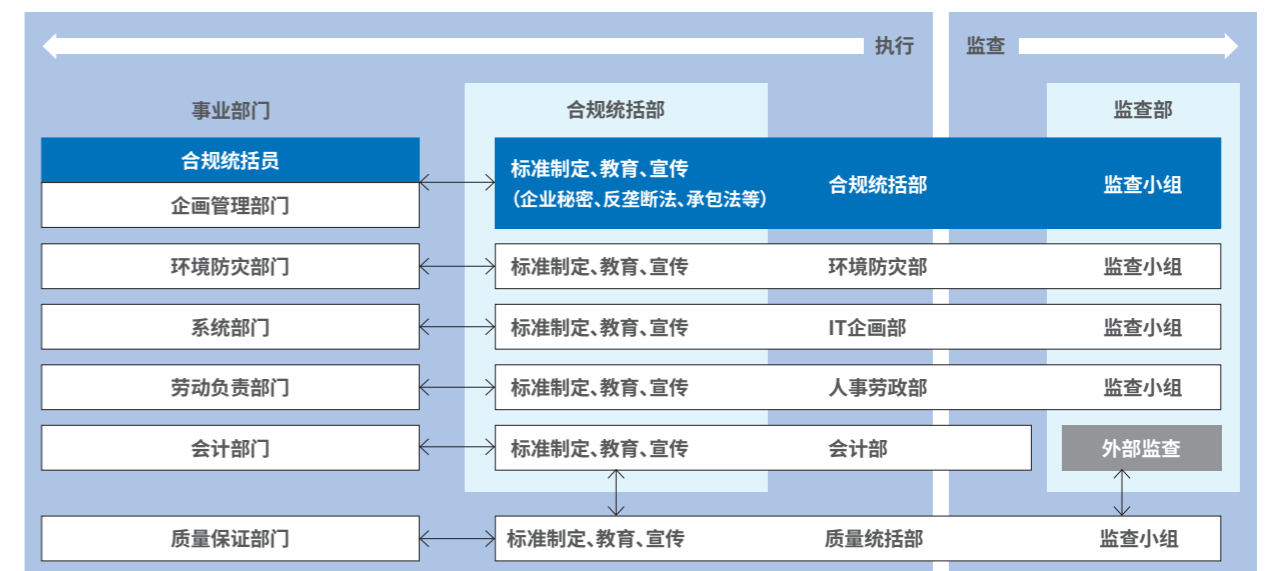 执行
监查
事业部门
合规统括部
监查部
合规统括员
企画管理部门
标准制定、教育、宣传
（企业秘密、反垄断法、承包法等）
合规统括部
监查小组
环境防灾部门
标准制定、教育、宣传
环境防灾部
监查小组
系统部门
标准制定、教育、宣传
IT企画部
监查小组
劳动负责部门
标准制定、教育、宣传
人事劳政部
监查小组
会计部门
标准制定、教育、宣传
会计部
外部监查
质量保证部门
标准制定、教育、宣传
质量统括部
监查小组